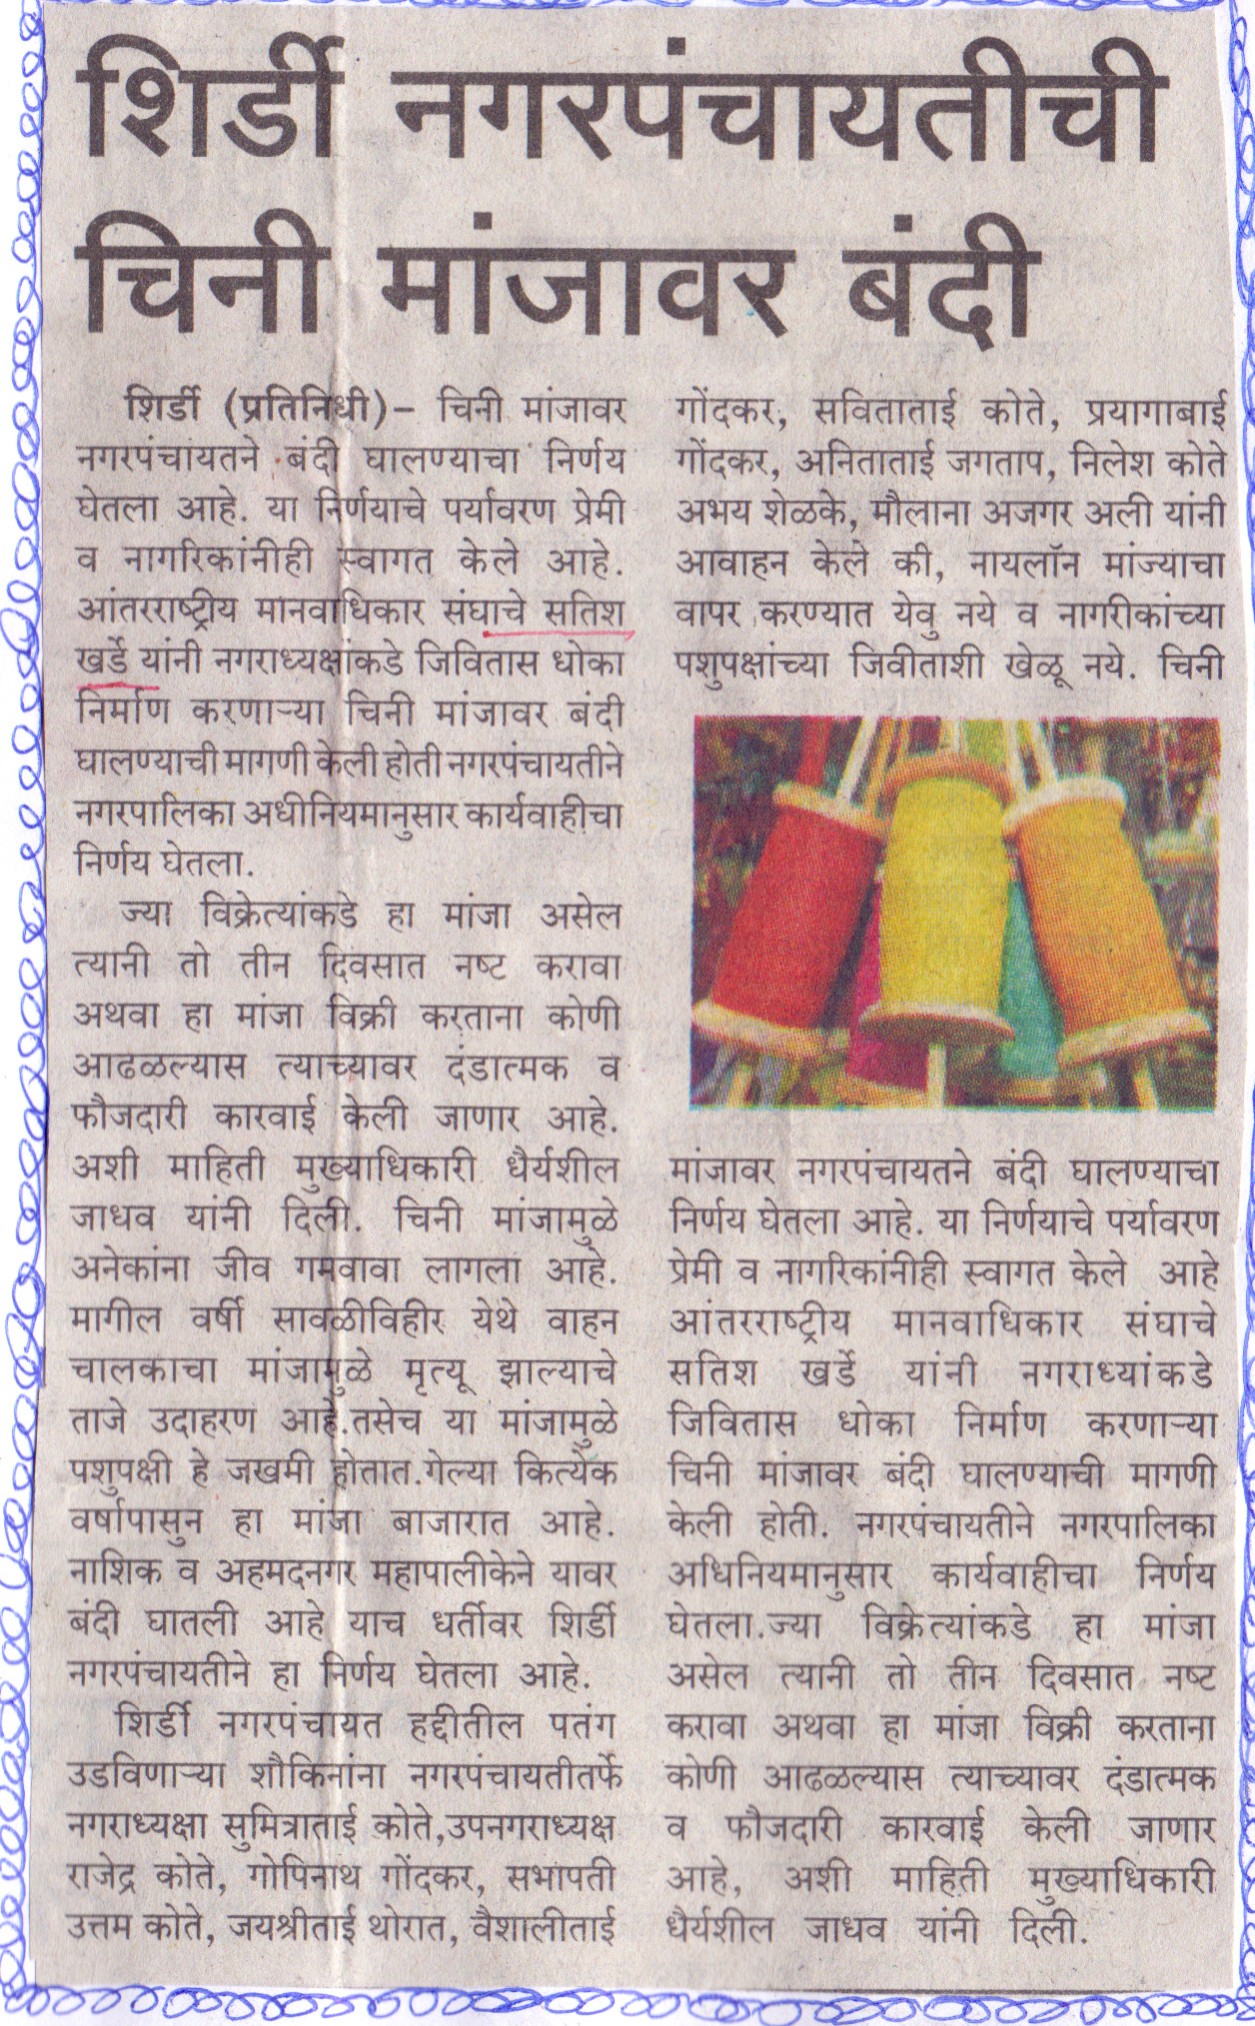 शिर्डी नगरपंचायतीची
चिनी मांजावर बंदी
शिर्डी (प्रतिनिधी)- चिनी मांजावर
नगरपंचायतने बंदी घालण्याचा निर्णय
घेतला आहे. या निर्णयाचे पर्यावरण प्रेमी
व नागरिकांनीही स्वागत केले आहे.
आंतरराष्ट्रीय मानवाधिकार संघाचे सतिश
खर्डे यांनी नगराध्यक्षांकडे जिवितास धोका
निर्माण करणाऱ्या चिनी मांजावर बंदी
घालण्याची मागणी केली होती नगरपंचायतीने
नगरपालिका अधीनियमानुसार कार्यवाहीचा
निर्णय घेतला.
ज्या विक्रेत्यांकडे हा मांजा असेल
त्यानी तो तीन दिवसात नष्ट करावा
अथवा हा मांजा विक्री करताना कोणी
आढळल्यास त्याच्यावर दंडात्मक व
फौजदारी कारवाई केली जाणार आहे.
अशी माहिती मुख्याधिकारी धैर्यशील
जाधव यांनी दिली. चिनी मांजामुळे
अनेकांना जीव गमवावा लागला आहे.
मागील वर्षी सावळीविहीर येथे वाहन
चालकाचा मांजामुळे मृत्यू झाल्याचे
ताजे उदाहरण आहे.तसेच या मांजामुळे
पशुपक्षी हे जखमी होतात.गेल्या कित्येक
वर्षापासुन हा मांजा बाजारात आहे.
नाशिक व अहमदनगर महापालीकेने यावर
बंदी घातली आहे याच धर्तीवर शिर्डी
नगरपंचायतीने हा निर्णय घेतला आहे.
शिर्डी नगरपंचायत हद्दीतील पतंग
उडविणाऱ्या शौकिनांना नगरपंचायतीतर्फे
नगराध्यक्षा सुमित्राताई कोते,उपनगराध्यक्ष
राजेद्र कोते, गोपिनाथ गोंदकर, सभापती
उत्तम कोते, जयश्रीताई थोरात, वैशालीताई
गोंदकर, सविताताई कोते, प्रयागाबाई
गोंदकर, अनिताताई जगताप, निलेश कोते
अभय शेळके, मौलाना अजगर अली यांनी
आवाहन केले की, नायलॉन मांज्याचा
वापर करण्यात येवु नये व नागरीकांच्या
पशुपक्षांच्या जिवीताशी खेळू नये. चिनी
मांजावर नगरपंचायतने बंदी घालण्याचा
निर्णय घेतला आहे. या निर्णयाचे पर्यावरण
प्रेमी व नागरिकांनीही स्वागत केले आहे
आंतरराष्ट्रीय मानवाधिकार संघाचे
सतिश खर्डे यांनी नगराध्यांकडे
जिवितास धोका निर्माण करणाऱ्या
चिनी मांजावर बंदी घालण्याची मागणी
केली होती. नगरपंचायतीने नगरपालिका
अधिनियमानुसार कार्यवाहीचा निर्णय
घेतला.ज्या विक्रेत्यांकडे हा मांजा
असेल त्यानी तो तीन दिवसात नष्ट
करावा अथवा हा मांजा विक्री करताना
कोणी आढळल्यास त्याच्यावर दंडात्मक
व फौजदारी कारवाई केली जाणार
आहे, अशी माहिती मुख्याधिकारी
धैर्यशील जाधव यांनी दिली.